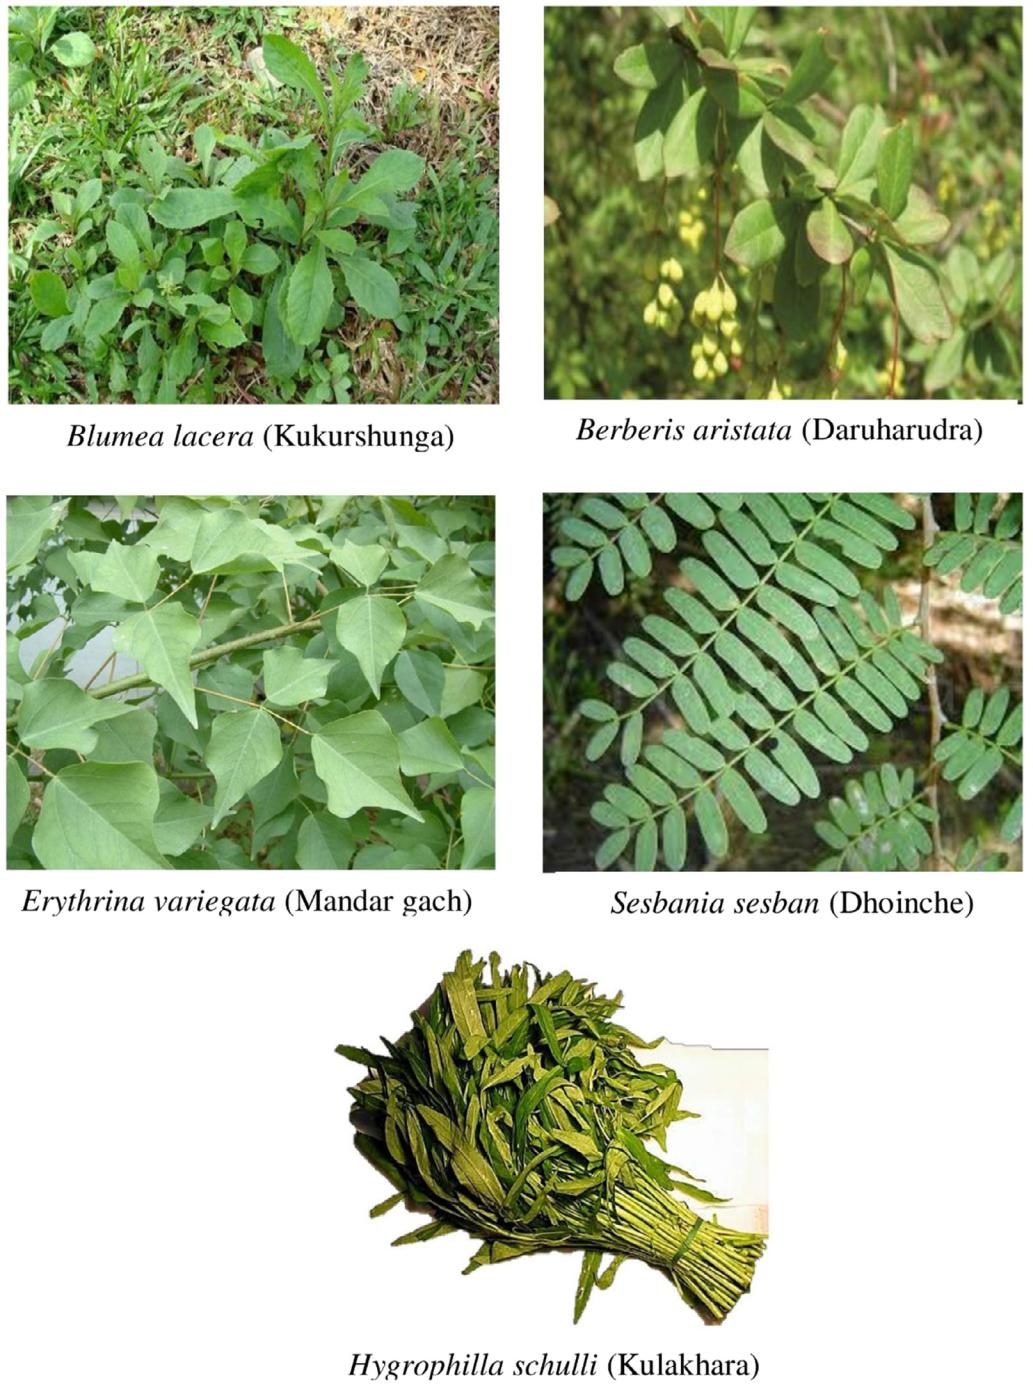 Blumea lacera (Kukurshunga)
Berberis aristata (Daruharudra)
Erythrina variegata (Mandar gach)
Sesbania sesban (Dhoinche)
Hygrophilla schulli (Kulakhara)